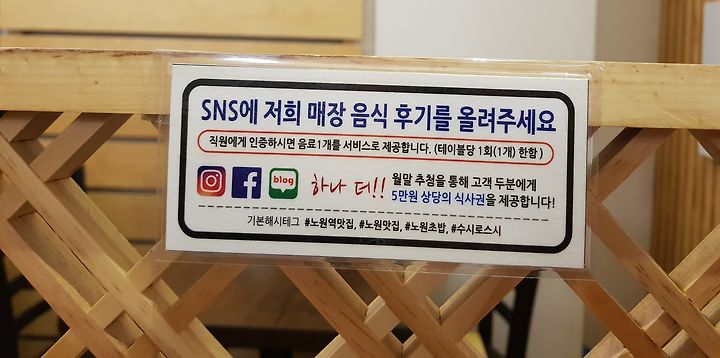 SNS에 저희 매장 음식 후기를 올려주세요
직원에게 인증하시면 음료1개를 서비스로 제공합니다. (테이블당 1회(1개) 한함)
blog
하나 더!!
월말 추첨을 통해 고객 두분에게
5만원 상당의 식사권을 제공합니다!
기본해시테그 #노원역맛집, #노원맛집, #노원초밥, #수시로스시